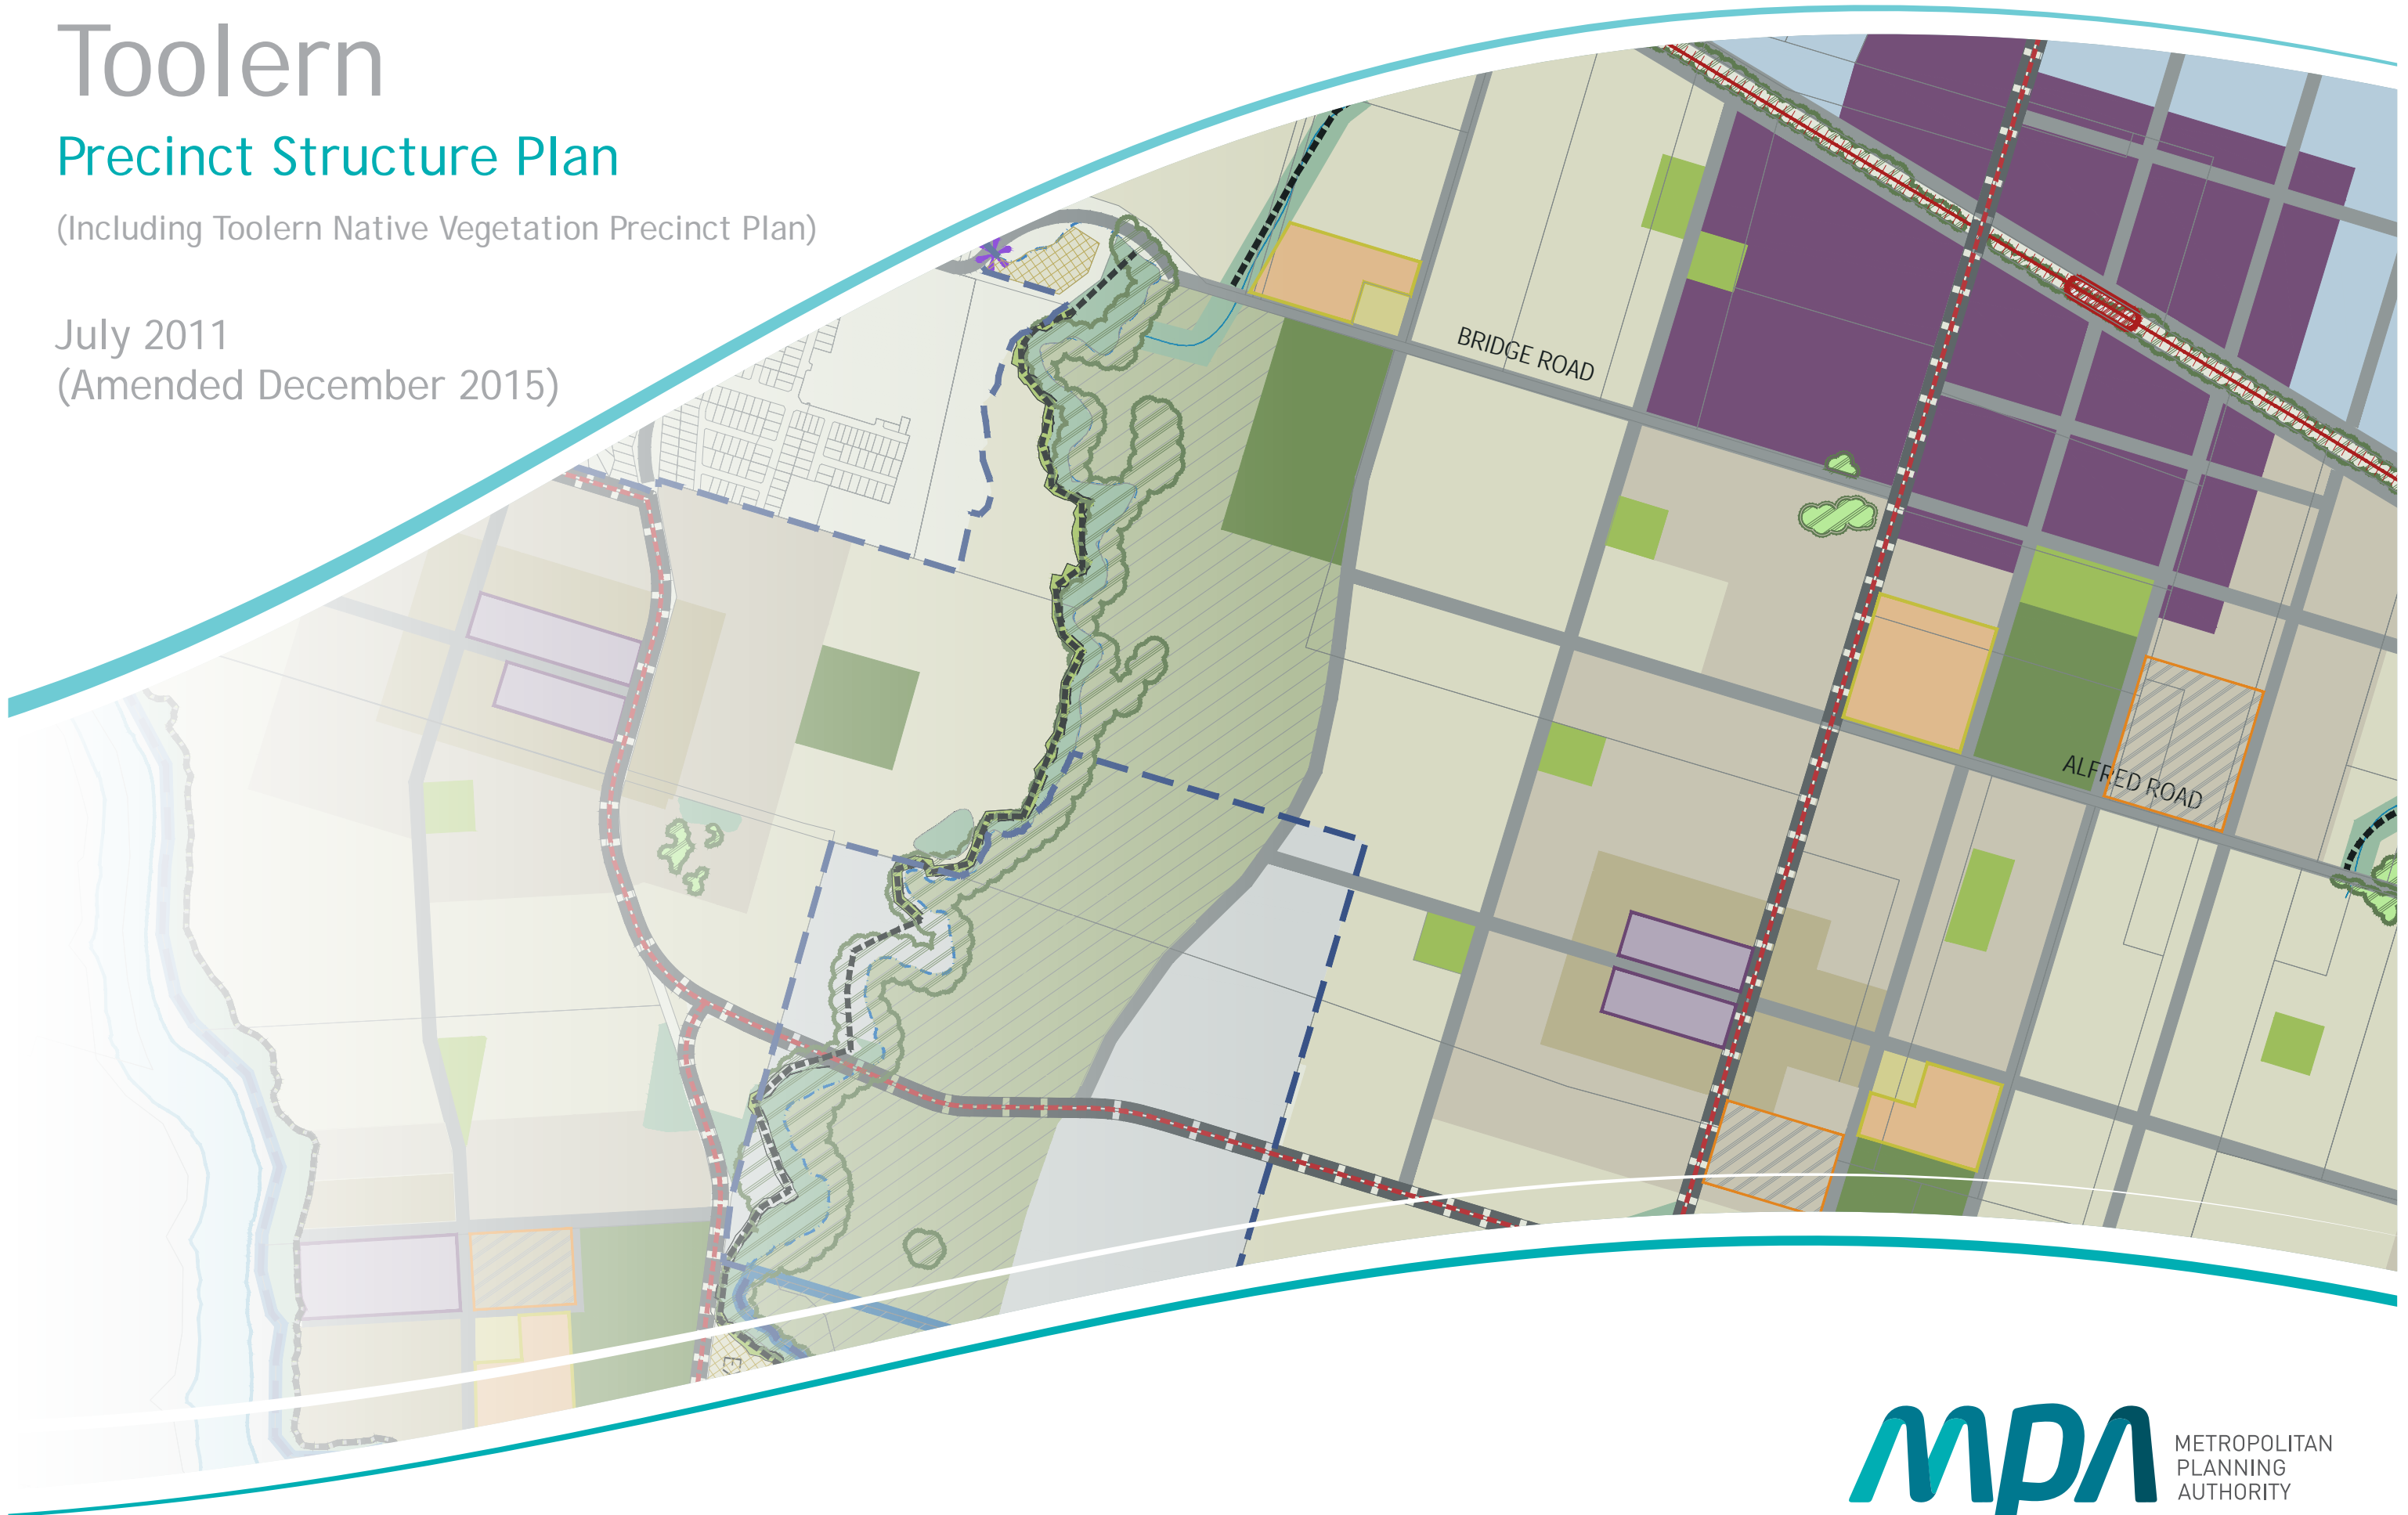 Toolern
Precinct Structure Plan
(Including Toolern Native Vegetation Precinct Plan)
July 2011
(Amended December 2015)
BRIDGE ROAD
ALFRED ROAD
MPA
METROPOLITAN
PLANNING
AUTHORITY